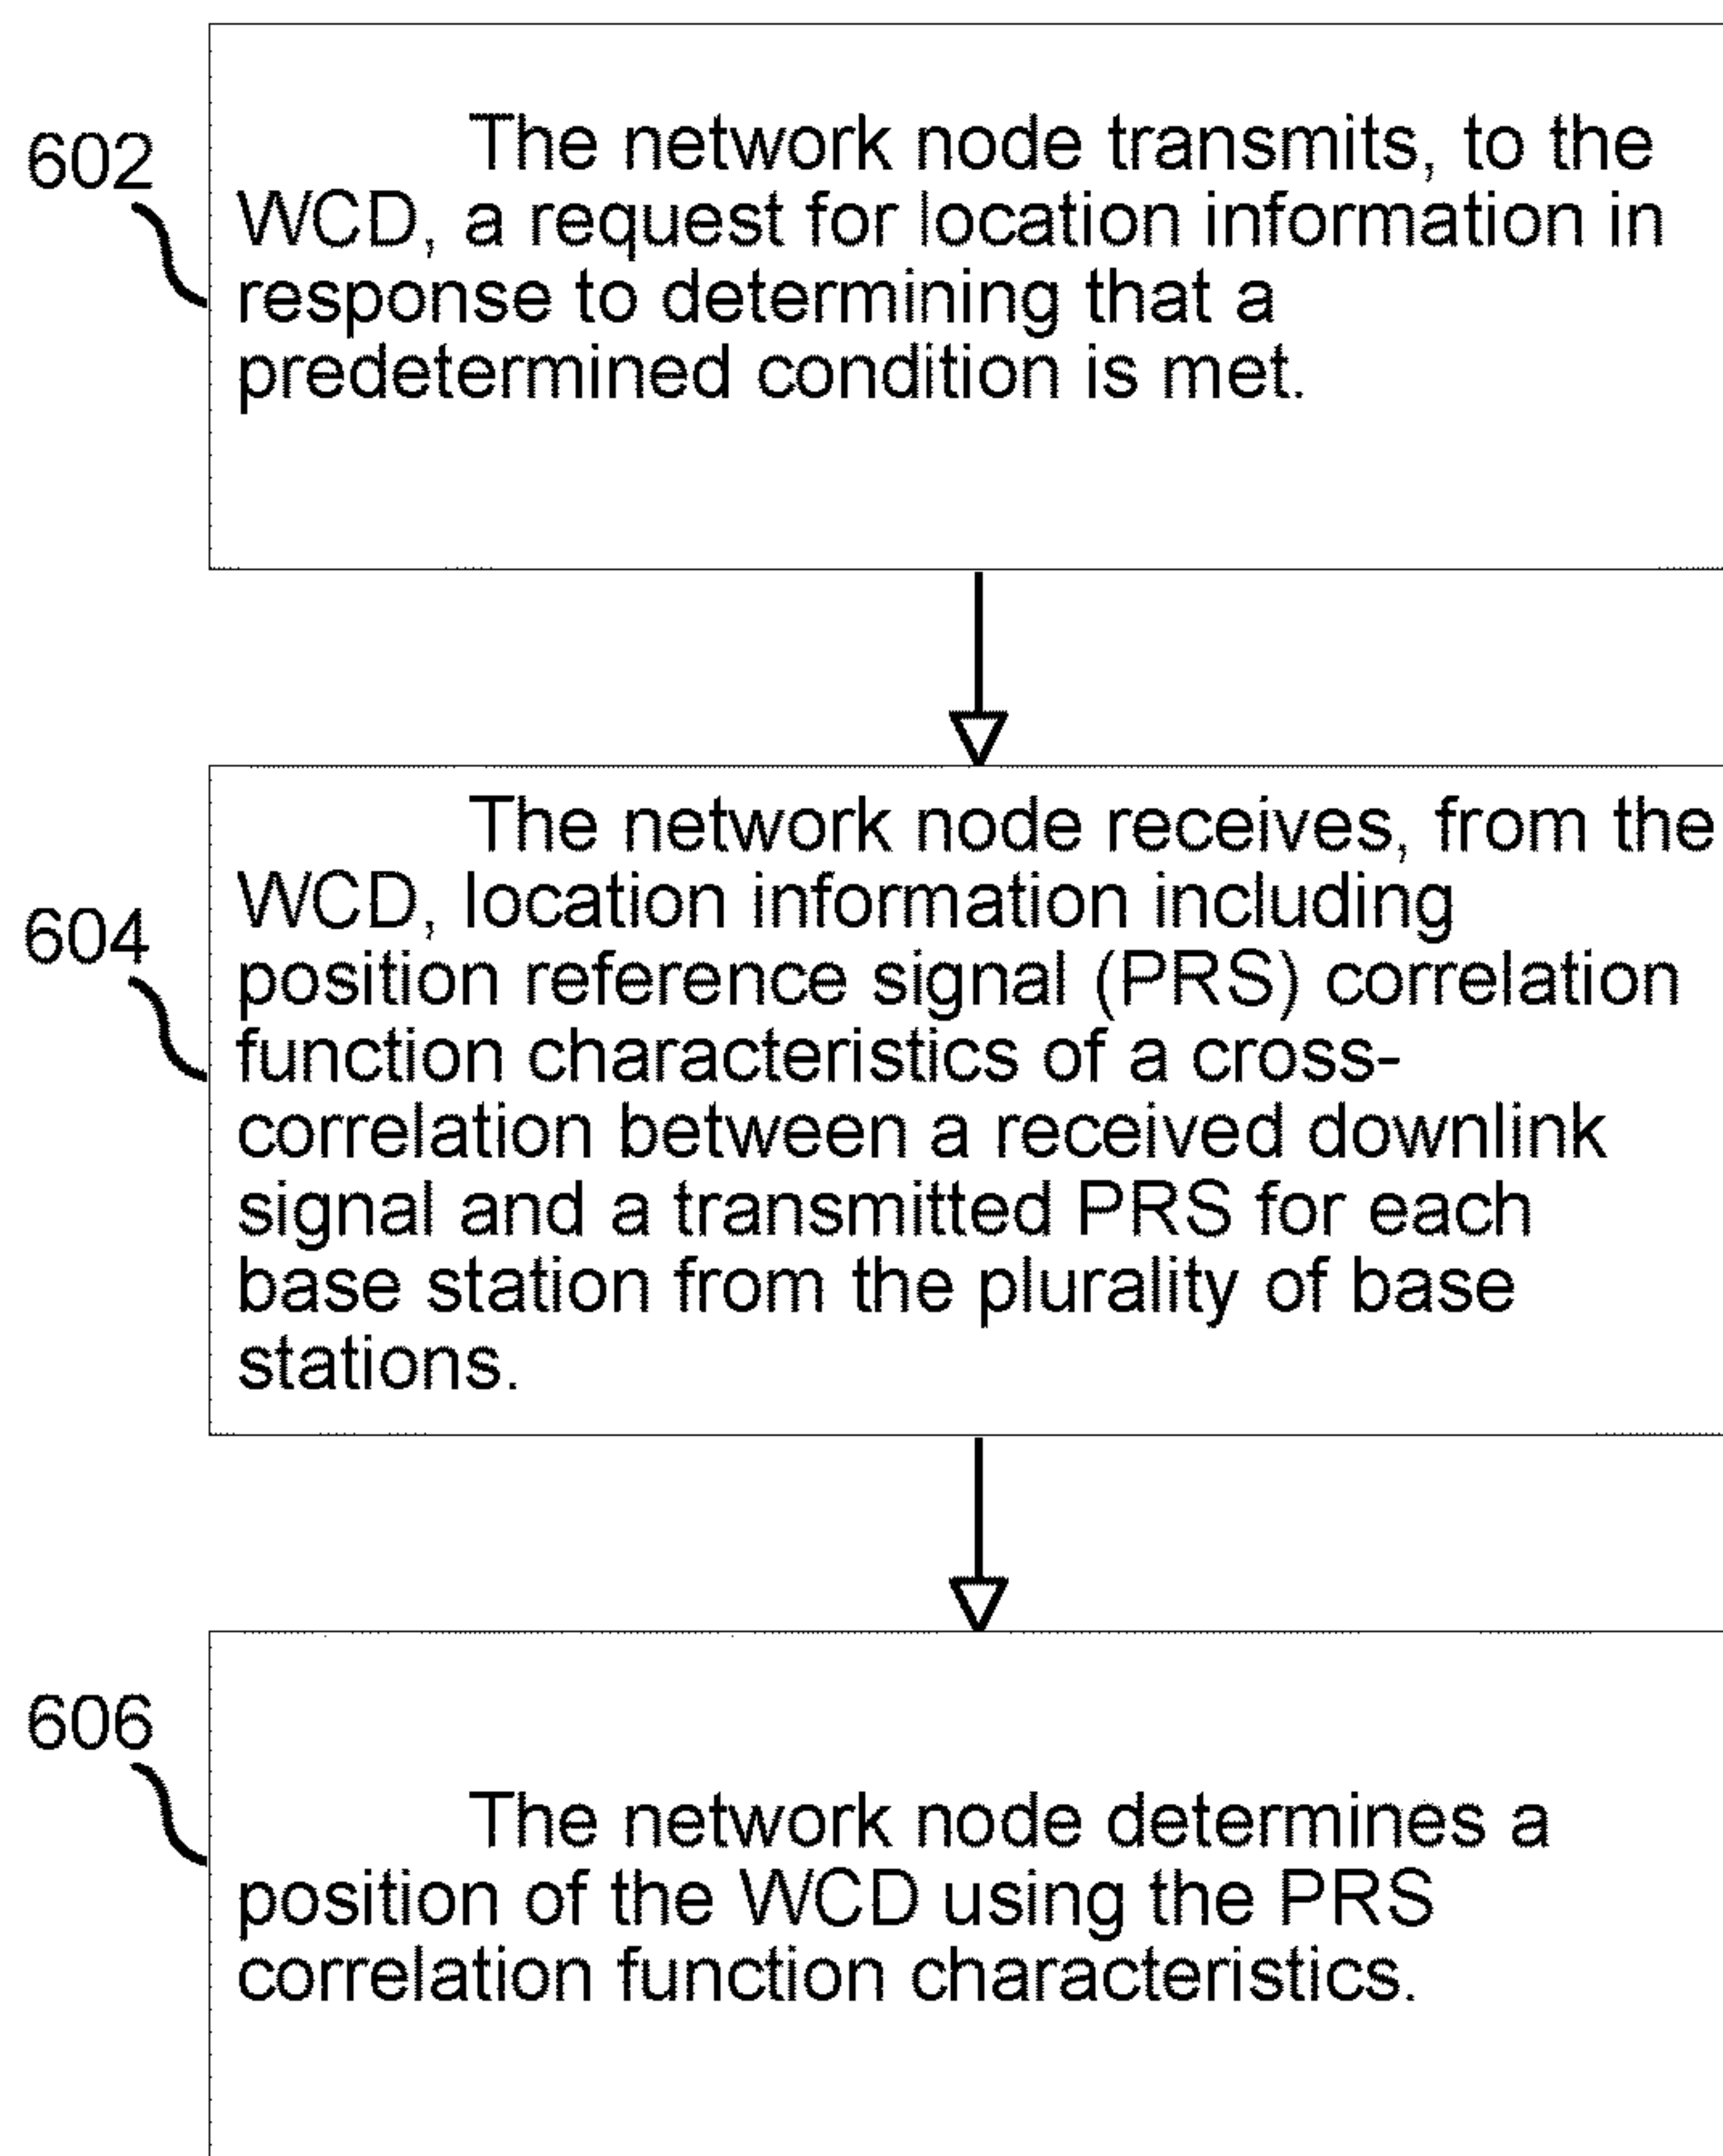 602
The network node transmits, to the
WCD, a request for location information in
response to determining that a
predetermined condition is met.
604
The network node receives, from the
WCD, location information including
position reference signal (PRS) correlation
function characteristics of a cross-
correlation between a received downlink
signal and a transmitted PRS for each
base station from the plurality of base
stations.
606
The network node determines a
position of the WCD using the PRS
correlation function characteristics.